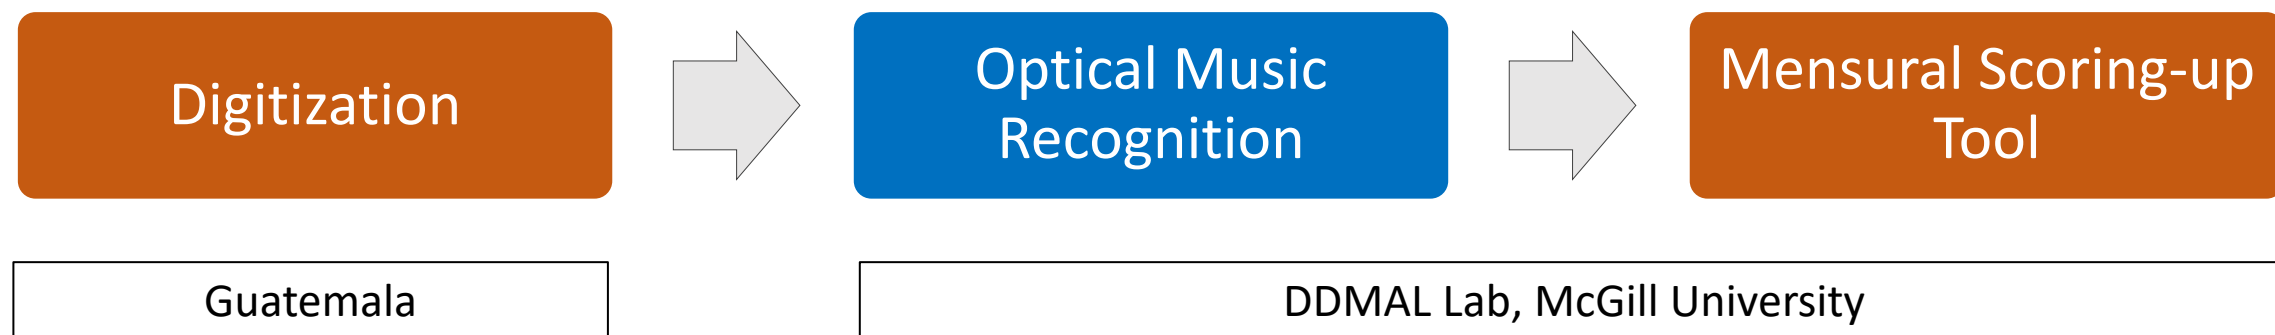 Digitization
Optical Music
Recognition
Mensural Scoring-up
Tool
Guatemala
DDMAL Lab, McGill University